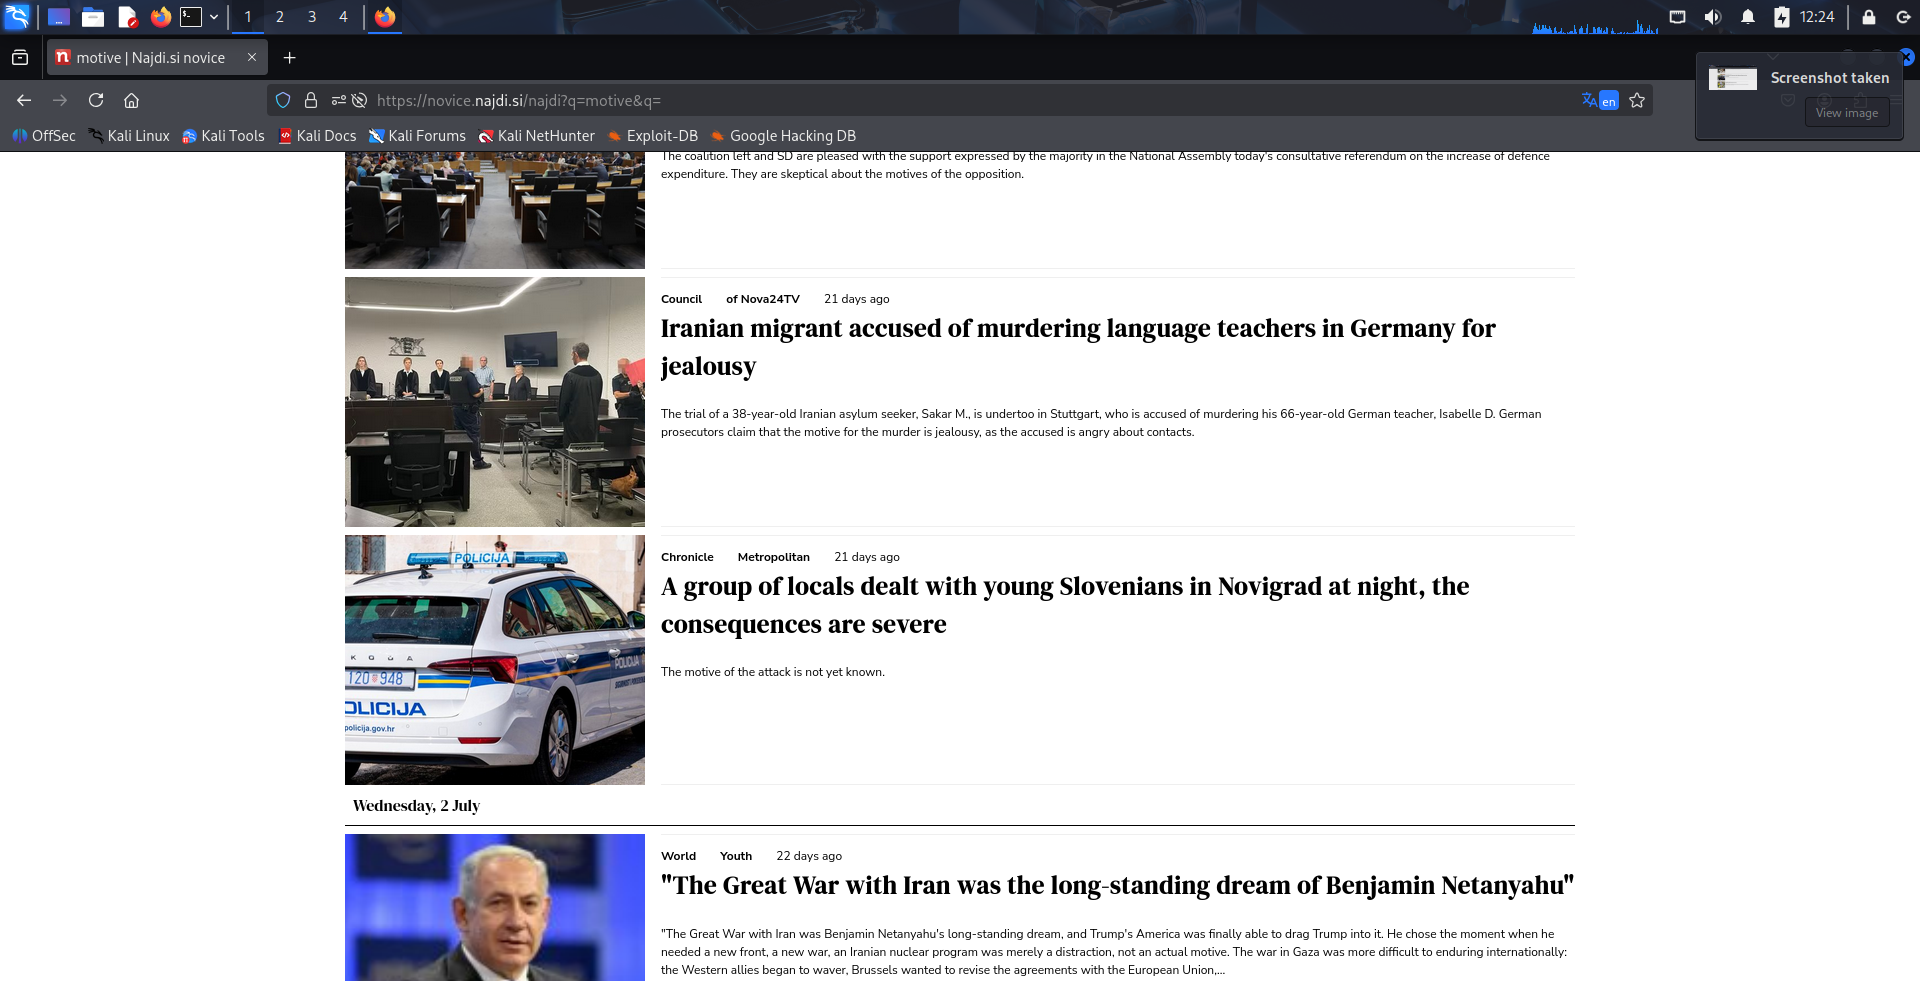 1 2 3 4 12:24
motive | Najdi.si novice
Screenshot taken
View image
https://novice.najdi.si/najdi?q=motive&q=
en
OffSec Kali Linux Kali Tools Kali Docs Kali Forums Kali NetHunter Exploit-DB Google Hacking DB
The coalition left and SD are pleased with the support expressed by the majority in the National Assembly today's consultative referendum on the increase of defence
expenditure. They are skeptical about the motives of the opposition.
Council of Nova24TV 21 days ago
Iranian migrant accused of murdering language teachers in Germany for
jealousy
The trial of a 38-year-old Iranian asylum seeker, Sakar M., is undertoo in Stuttgart, who is accused of murdering his 66-year-old German teacher, Isabelle D. German
prosecutors claim that the motive for the murder is jealousy, as the accused is angry about contacts.
POLICIJA
ŠKODA
POLICIJA
120 948
OLICIJA
policija.gov.hr
Chronicle Metropolitan 21 days ago
A group of locals dealt with young Slovenians in Novigrad at night, the
consequences are severe
The motive of the attack is not yet known.
Wednesday, 2 July
World Youth 22 days ago
"The Great War with Iran was the long-standing dream of Benjamin Netanyahu"
"The Great War with Iran was Benjamin Netanyahu's long-standing dream, and Trump's America was finally able to drag Trump into it. He chose the moment when he
needed a new front, a new war, an Iranian nuclear program was merely a distraction, not an actual motive. The war in Gaza was more difficult to enduring internationally:
the Western allies began to waver, Brussels wanted to revise the agreements with the European Union,...